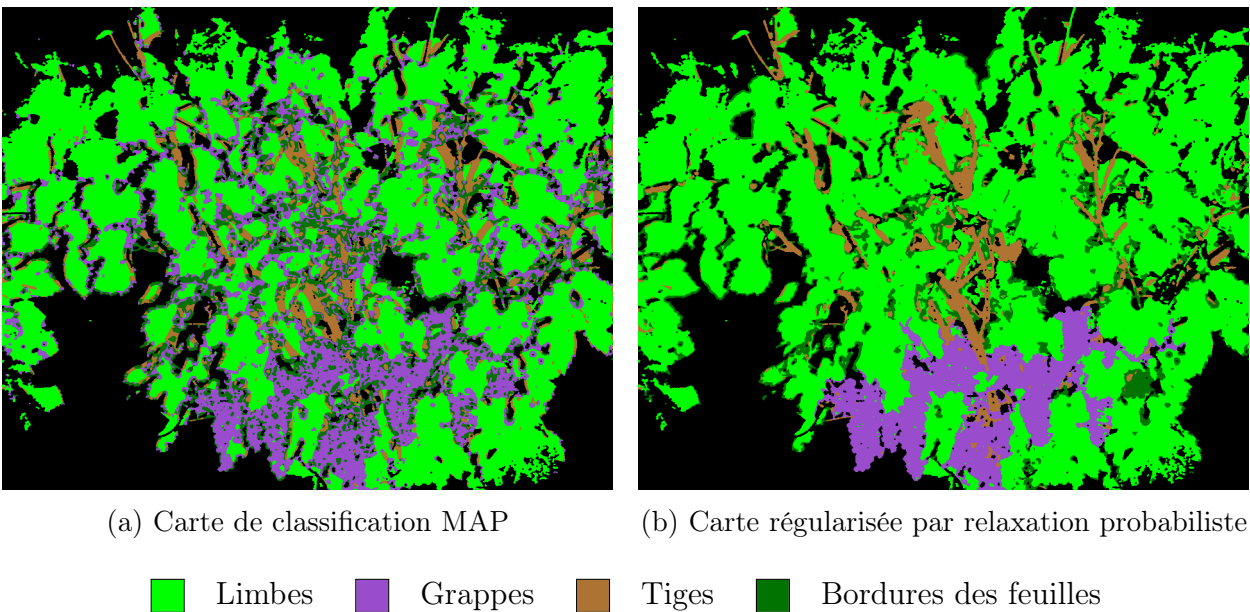 (a) Carte de classification MAP
(b) Carte régularisée par relaxation probabiliste
Limbes Grappes Tiges Bordures des feuilles